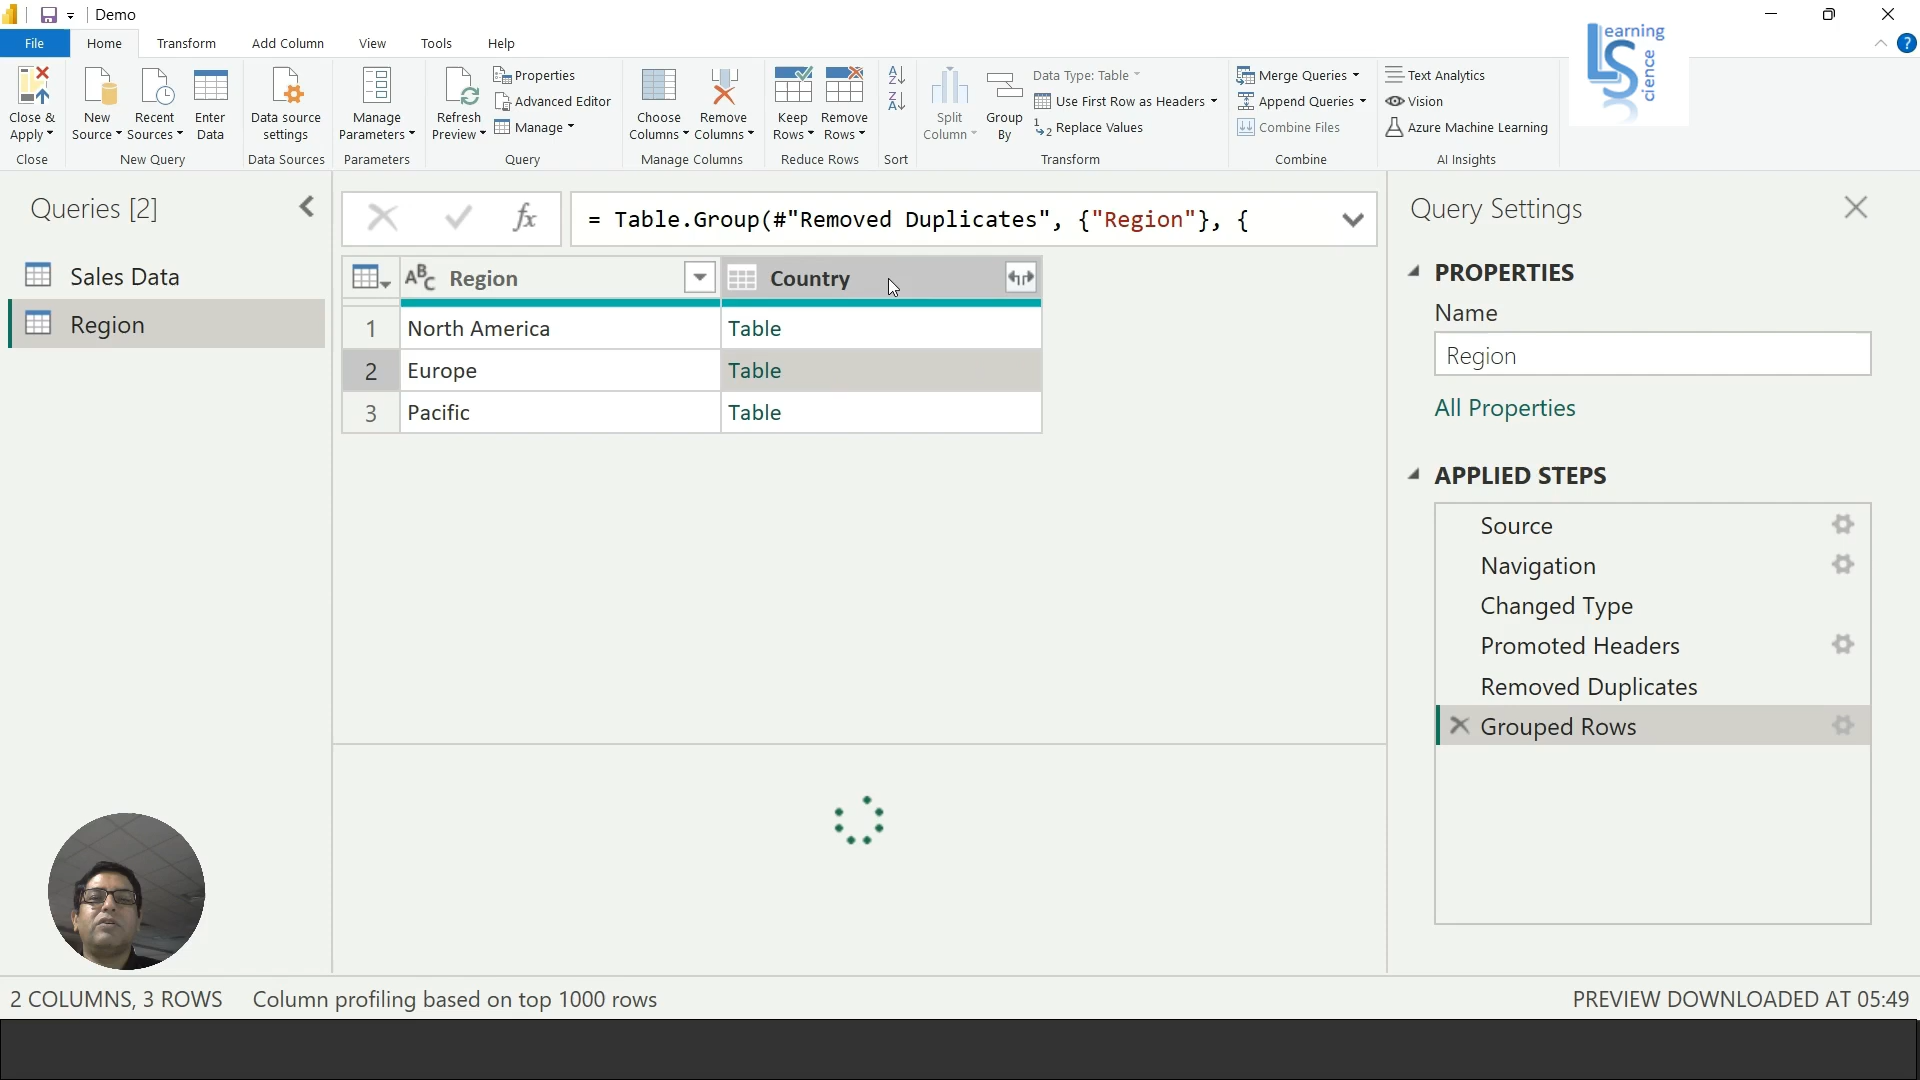 Demo
File Home Transform Add Column View Tools Help
Close & Apply
New Source
Recent Sources
Enter Data
Data source settings
Manage Parameters
Refresh Preview
Properties
Advanced Editor
Manage
Choose Columns
Remove Columns
Keep Rows
Remove Rows
A
Z
Z
A
Split Column
Group By
Data Type: Table
Use First Row as Headers
1 2 Replace Values
Merge Queries
Append Queries
Combine Files
Text Analytics
Vision
Azure Machine Learning
Close New Query Data Sources Parameters Query Manage Columns Reduce Rows Sort Transform Combine AI Insights
Learning
Science
?
Queries [2]
Sales Data
Region
fx
= Table.Group(#"Removed Duplicates", {"Region"}, {
ABC Region Country
1 North America Table
2 Europe Table
3 Pacific Table
Query Settings
PROPERTIES
Name
Region
All Properties
APPLIED STEPS
Source
Navigation
Changed Type
Promoted Headers
Removed Duplicates
Grouped Rows
2 COLUMNS, 3 ROWS Column profiling based on top 1000 rows PREVIEW DOWNLOADED AT 05:49